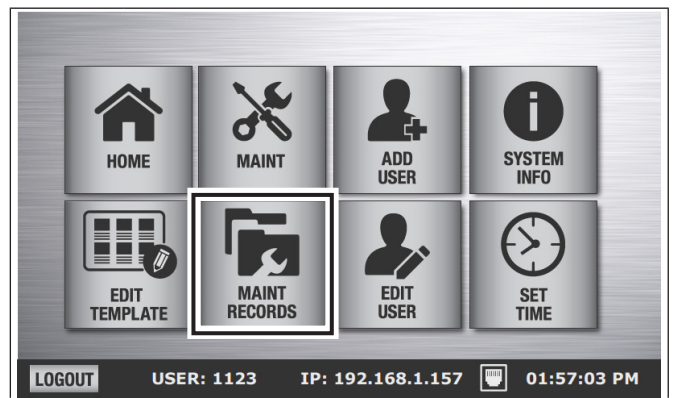 HOME
MAINT
ADD
USER
SYSTEM
INFO
EDIT
TEMPLATE
MAINT
RECORDS
EDIT
USER
SET
TIME
LOGOUT USER: 1123 IP: 192.168.1.157 01:57:03 PM